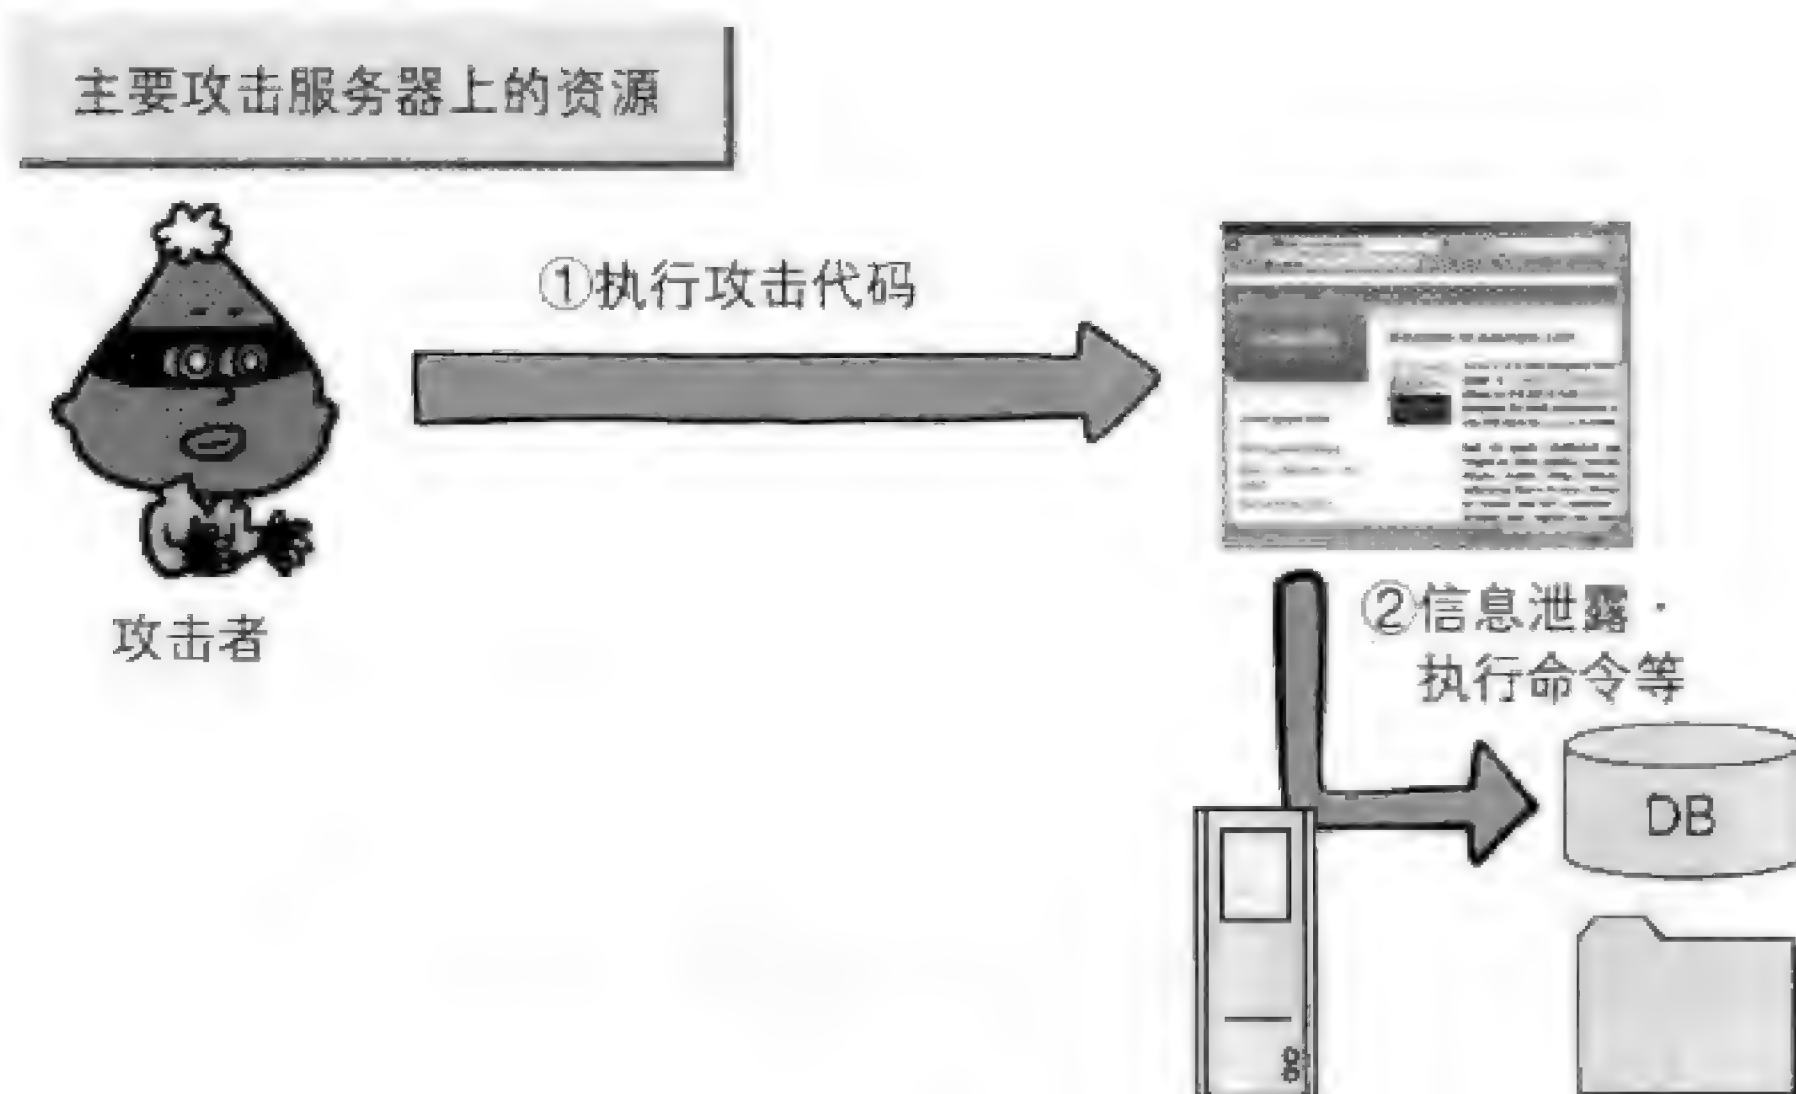 主要攻击服务器上的资源
①执行攻击代码
攻击者
②信息泄露·
执行命令等
DB